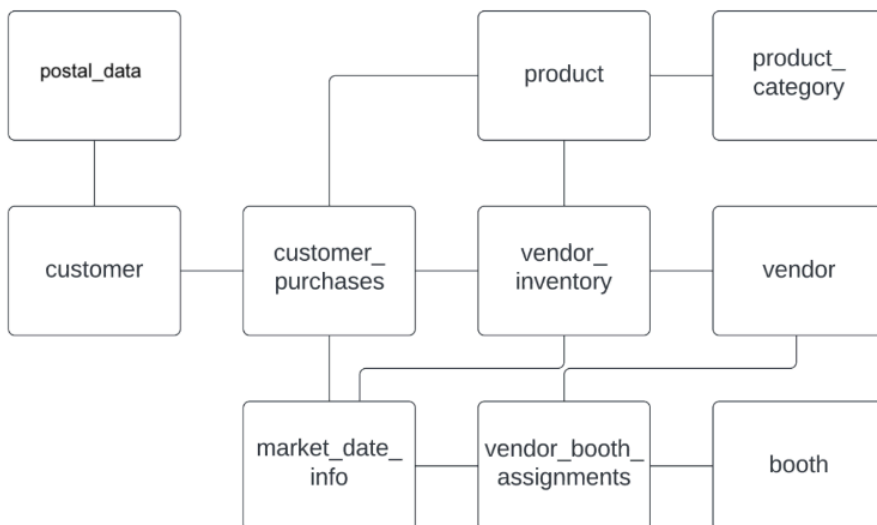 postal_data
product
product_
category
customer
customer_
purchases
vendor_
inventory
vendor
market_date_
info
vendor_booth_
assignments
booth